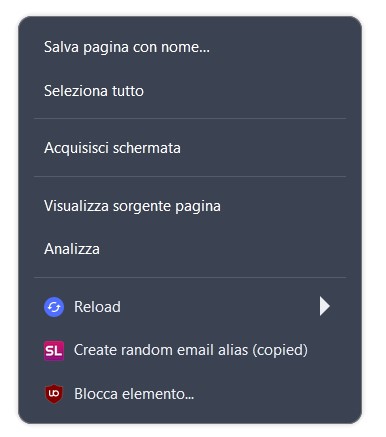 Salva pagina con nome...
Seleziona tutto
Acquisisci schermata
Visualizza sorgente pagina
Analizza
Reload
SL Create random email alias (copied)
uo Blocca elemento...